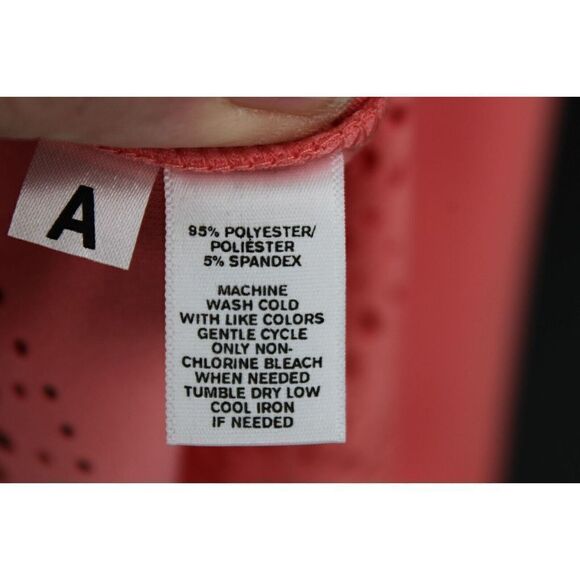 A
95% POLYESTER/
POLIÉSTER
5% SPANDEX
MACHINE
WASH COLD
WITH LIKE COLORS
GENTLE CYCLE
ONLY NON-
CHLORINE BLEACH
WHEN NEEDED
TUMBLE DRY LOW
COOL IRON
IF NEEDED